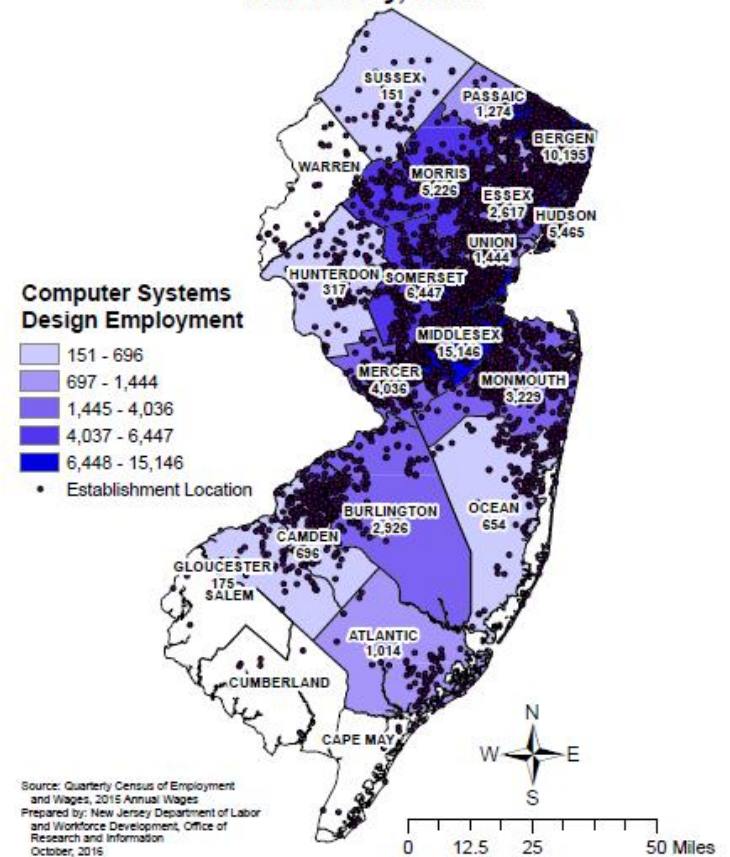 SUSSEX
151
PASSAIC
1,274
BERGEN
10,195
WARREN
MORRIS
5,226
ESSEX
2,617
HUDSON
5,465
UNION
1,444
HUNTERDON
317
SOMERSET
6,447
Computer Systems
Design Employment
151 - 696
697 - 1,444
1,445 - 4,036
4,037 - 6,447
6,448 - 15,146
Establishment Location
MIDDLESEX
15,146
MERCER
4,036
MONMOUTH
3,229
BURLINGTON
2,926
OCEAN
654
CAMDEN
696
GLOUCESTER
175
SALEM
ATLANTIC
1,014
CUMBERLAND
CAPE MAY
N
W E
S
Source: Quarterly Census of Employment
and Wages, 2015 Annual Wages
Prepared by: New Jersey Department of Labor
and Workforce Development, Office of
Research and Information
October, 2016
0 12.5 25 50 Miles